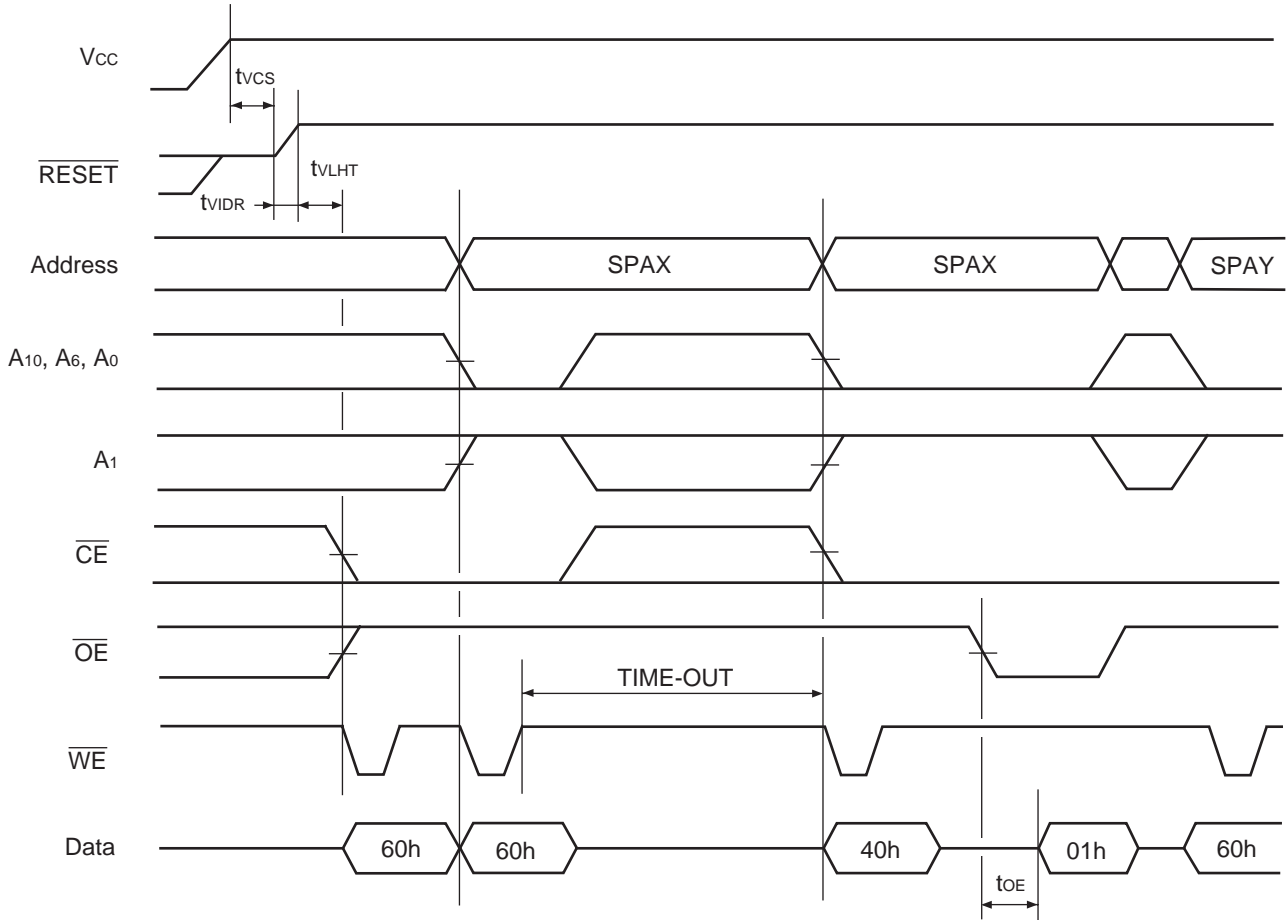 VCC
tVCS
RESET
tVLHT
tVIDR
Address
SPAX
SPAX
SPAY
A10, A6, A0
A1
CE
OE
TIME-OUT
WE
Data
60h
60h
40h
01h
60h
tOE